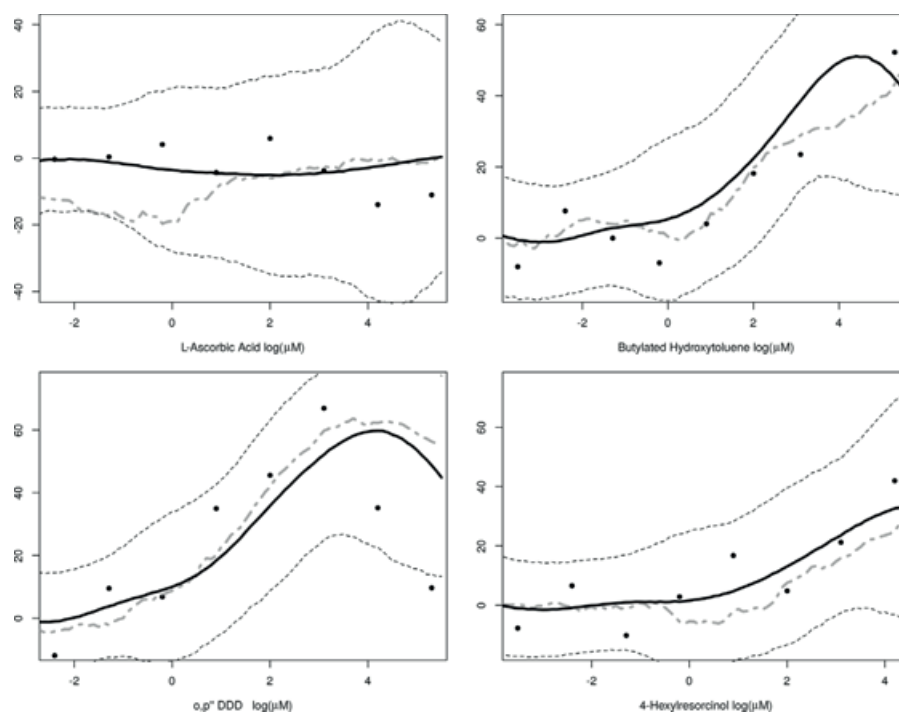 40
20
0
-20
-40
-2 0 2 4
L-Ascorbic Acid log(μM)
60
40
20
0
-2 0 2 4
Butylated Hydroxytoluene log(μM)
60
40
20
0
-2 0 2 4
o,p'' DDD log(μM)
60
40
20
0
-2 0 2 4
4-Hexylresorcinol log(μM)